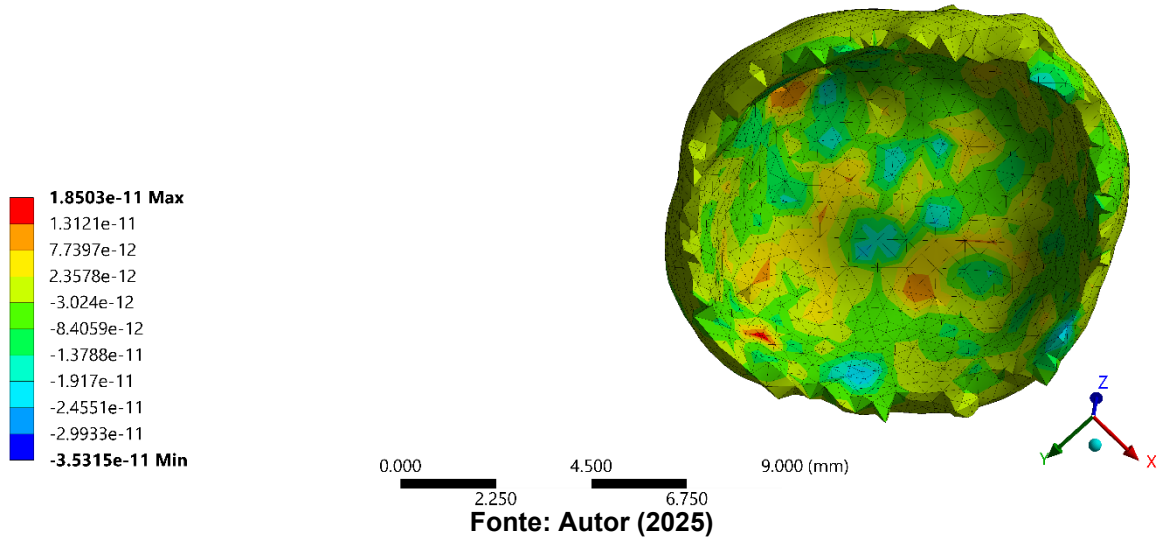 1.8503e-11 Max
1.3121e-11
7.7397e-12
2.3578e-12
-3.024e-12
-8.4059e-12
-1.3788e-11
-1.917e-11
-2.4551e-11
-2.9933e-11
-3.5315e-11 Min
0.000 4.500 9.000 (mm)
2.250 6.750
Z
Y X
Fonte: Autor (2025)